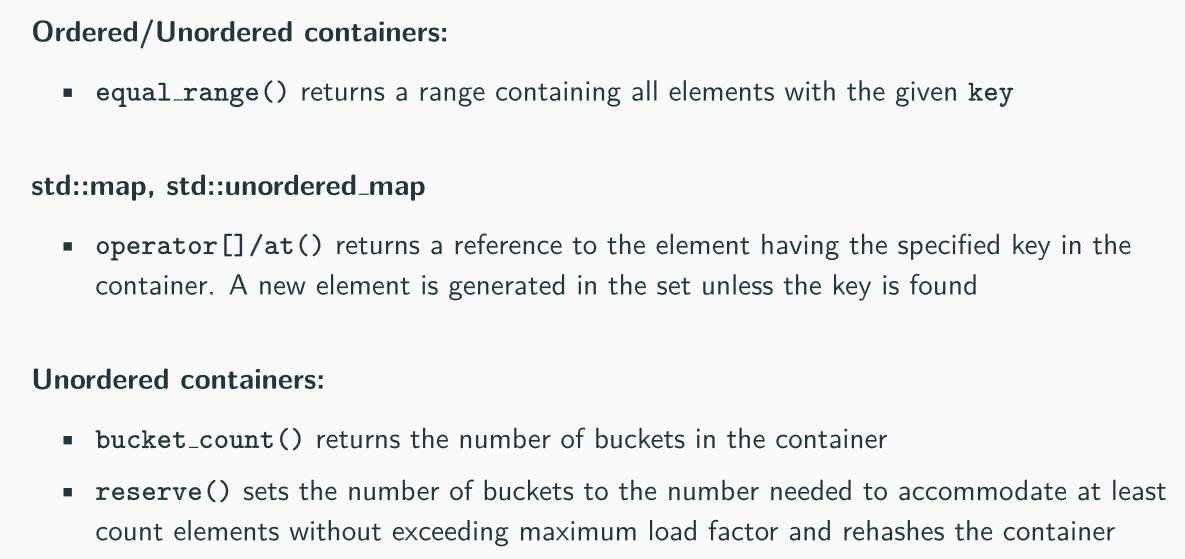 Ordered/Unordered containers:
▪ equal_range() returns a range containing all elements with the given key
std::map, std::unordered_map
▪ operator[]/at() returns a reference to the element having the specified key in the
container. A new element is generated in the set unless the key is found
Unordered containers:
▪ bucket_count() returns the number of buckets in the container
▪ reserve() sets the number of buckets to the number needed to accommodate at least
count elements without exceeding maximum load factor and rehashes the container